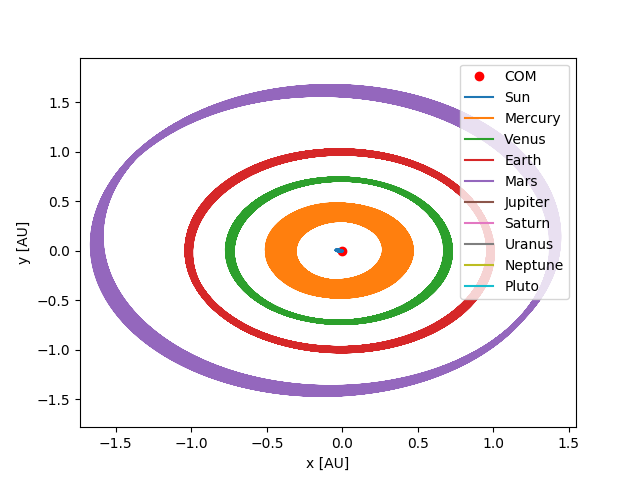 COM
Sun
Mercury
Venus
Earth
Mars
Jupiter
Saturn
Uranus
Neptune
Pluto
1.5
1.0
0.5
0.0
−0.5
−1.0
−1.5
y [AU]
−1.5 −1.0 −0.5 0.0 0.5 1.0 1.5
x [AU]